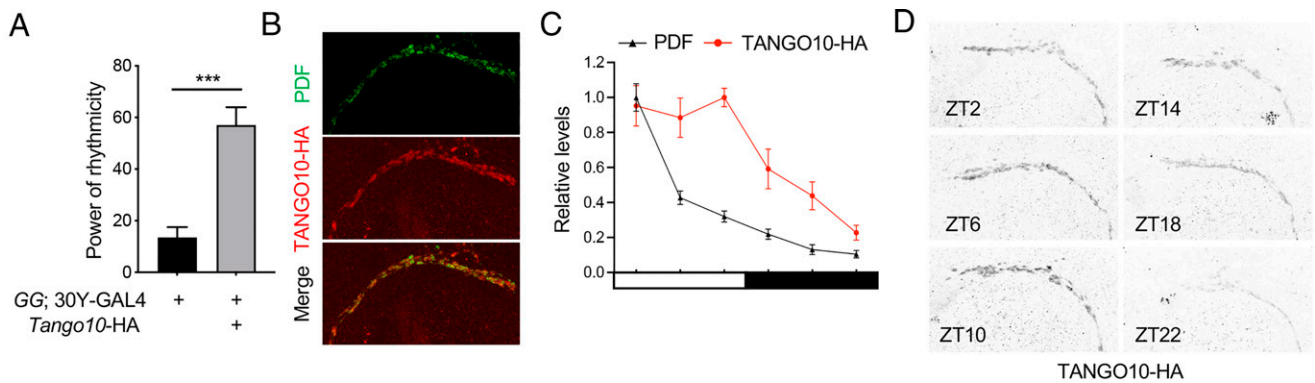 A
Power of rhythmicity
80
60
40
20
0
***
GG; 30Y-GAL4 + +
Tango10-HA +
B
PDF
TANGO10-HA
Merge
C
PDF TANGO10-HA
Relative levels
1.2
1.0
0.8
0.6
0.4
0.2
0.0
D
ZT2 ZT14
ZT6 ZT18
ZT10 ZT22
TANGO10-HA